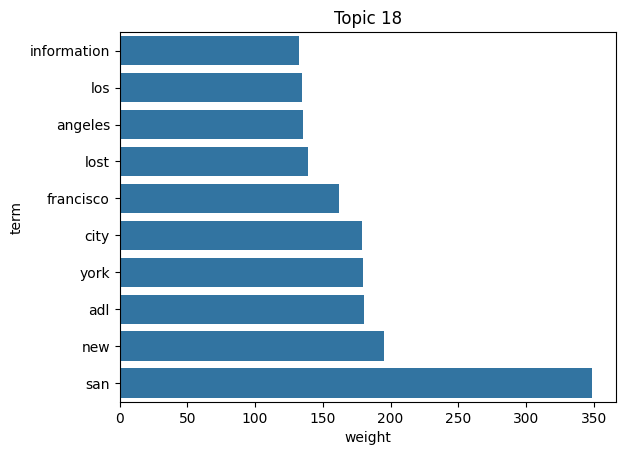 Topic 18
term
information
los
angeles
lost
francisco
city
york
adl
new
san
0 50 100 150 200 250 300 350
weight